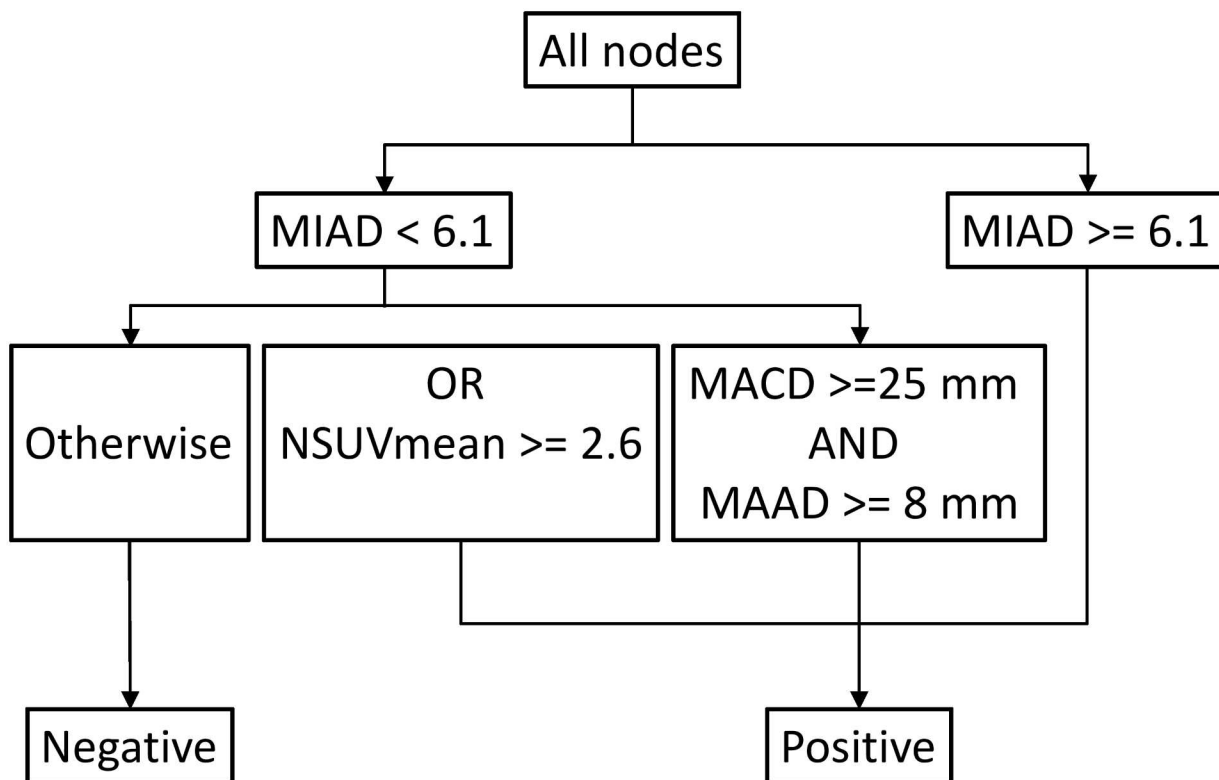 All nodes
MIAD < 6.1
MIAD >= 6.1
Otherwise
OR
NSUVmean >= 2.6
MACD >=25 mm
AND
MAAD >= 8 mm
Negative
Positive